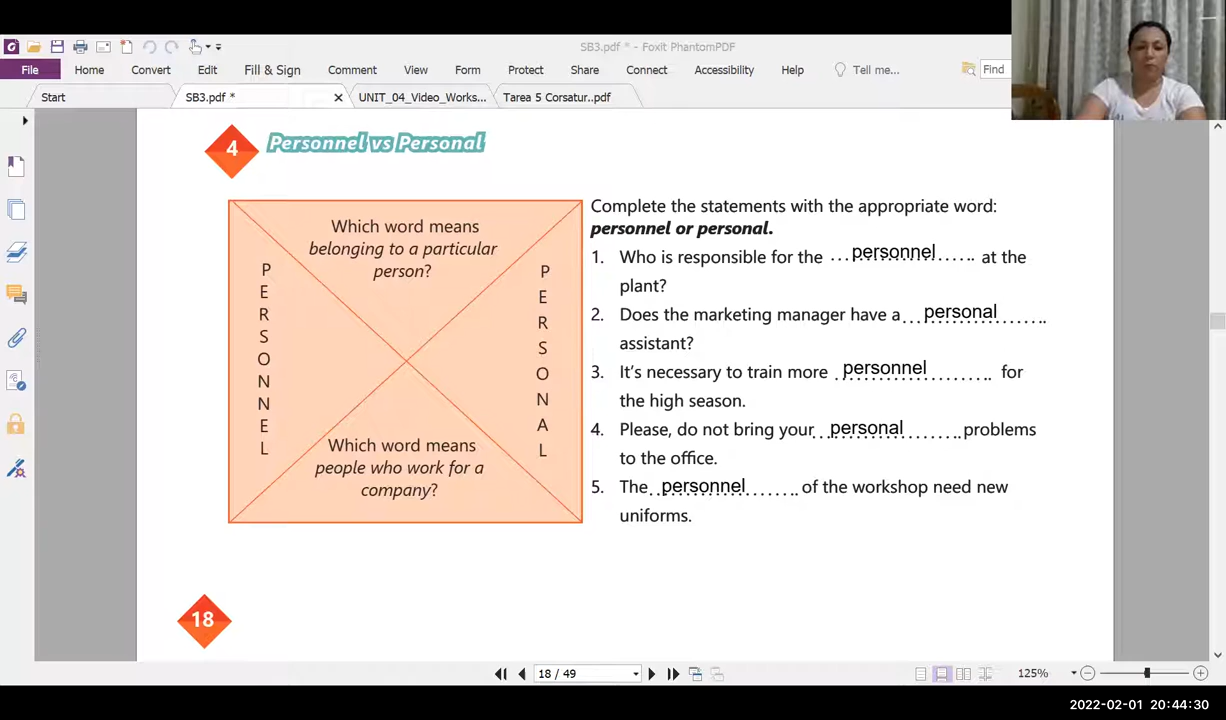 SB3.pdf * - Foxit PhantomPDF
File Home Convert Edit Fill & Sign Comment View Form Protect Share Connect Accessibility Help Tell me... Find
Start SB3.pdf * UNIT_04_Video_Works... Tarea 5 Corsatur..pdf
4 Personnel vs Personal
Which word means
belonging to a particular
person?
PERSONNEL
PERSONAL
Which word means
people who work for a
company?
Complete the statements with the appropriate word:
personnel or personal.
1. Who is responsible for the ...personnel...... at the
plant?
2. Does the marketing manager have a...personal........
assistant?
3. It's necessary to train more ..personnel........ for
the high season.
4. Please, do not bring your..personal........problems
to the office.
5. The..personnel........ of the workshop need new
uniforms.
18
18 / 49
125%
2022-02-01 20:44:30